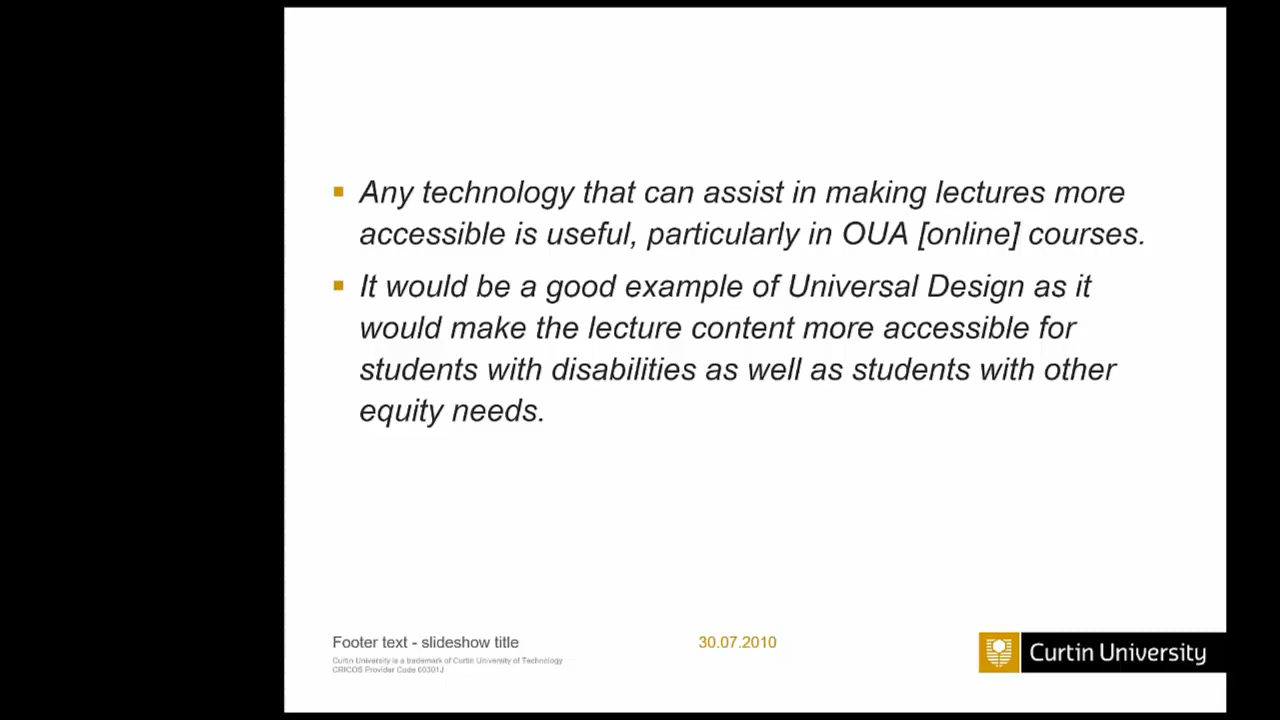 Any technology that can assist in making lectures more
accessible is useful, particularly in OUA [online] courses.
It would be a good example of Universal Design as it
would make the lecture content more accessible for
students with disabilities as well as students with other
equity needs.
Footer text - slideshow title
30.07.2010
Curtin University is a trademark of Curtin University of Technology
CRICOS Provider Code 00301J
Curtin University